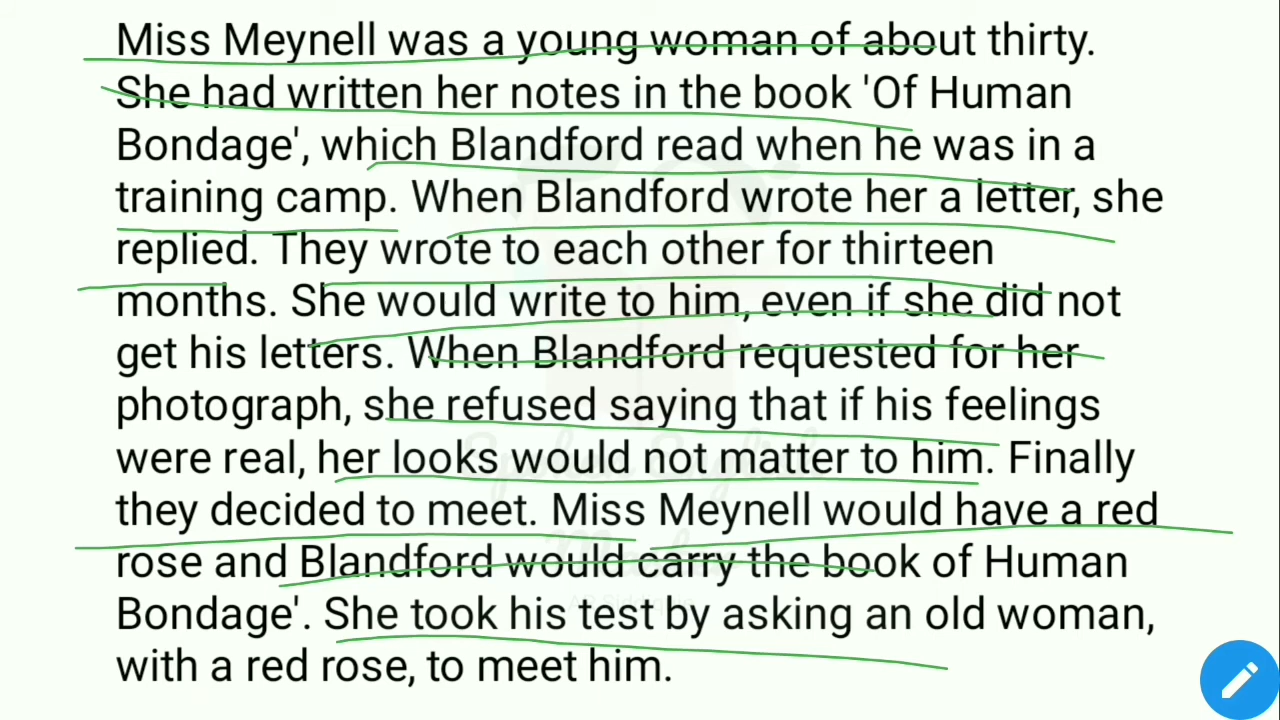 Miss Meynell was a young woman of about thirty.
She had written her notes in the book 'Of Human
Bondage', which Blandford read when he was in a
training camp. When Blandford wrote her a letter, she
replied. They wrote to each other for thirteen
months. She would write to him, even if she did not
get his letters. When Blandford requested for her
photograph, she refused saying that if his feelings
were real, her looks would not matter to him. Finally
they decided to meet. Miss Meynell would have a red
rose and Blandford would carry the book of Human
Bondage'. She took his test by asking an old woman,
with a red rose, to meet him.